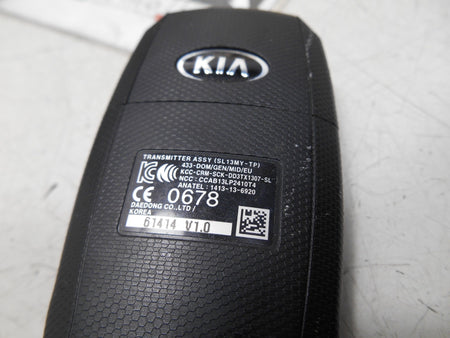 KIA
TRANSMITTER ASSY (SL13MY-TP)
433-DOM/GEN/MID/EU
KCC-CRM-SCK-DD3TX1307-SL
NCC : CCAB13LP2410T4
ANATEL : 1413-13-6920
CE 0678
DAEDONG CO.,LTD /
KOREA
61414 V1.0